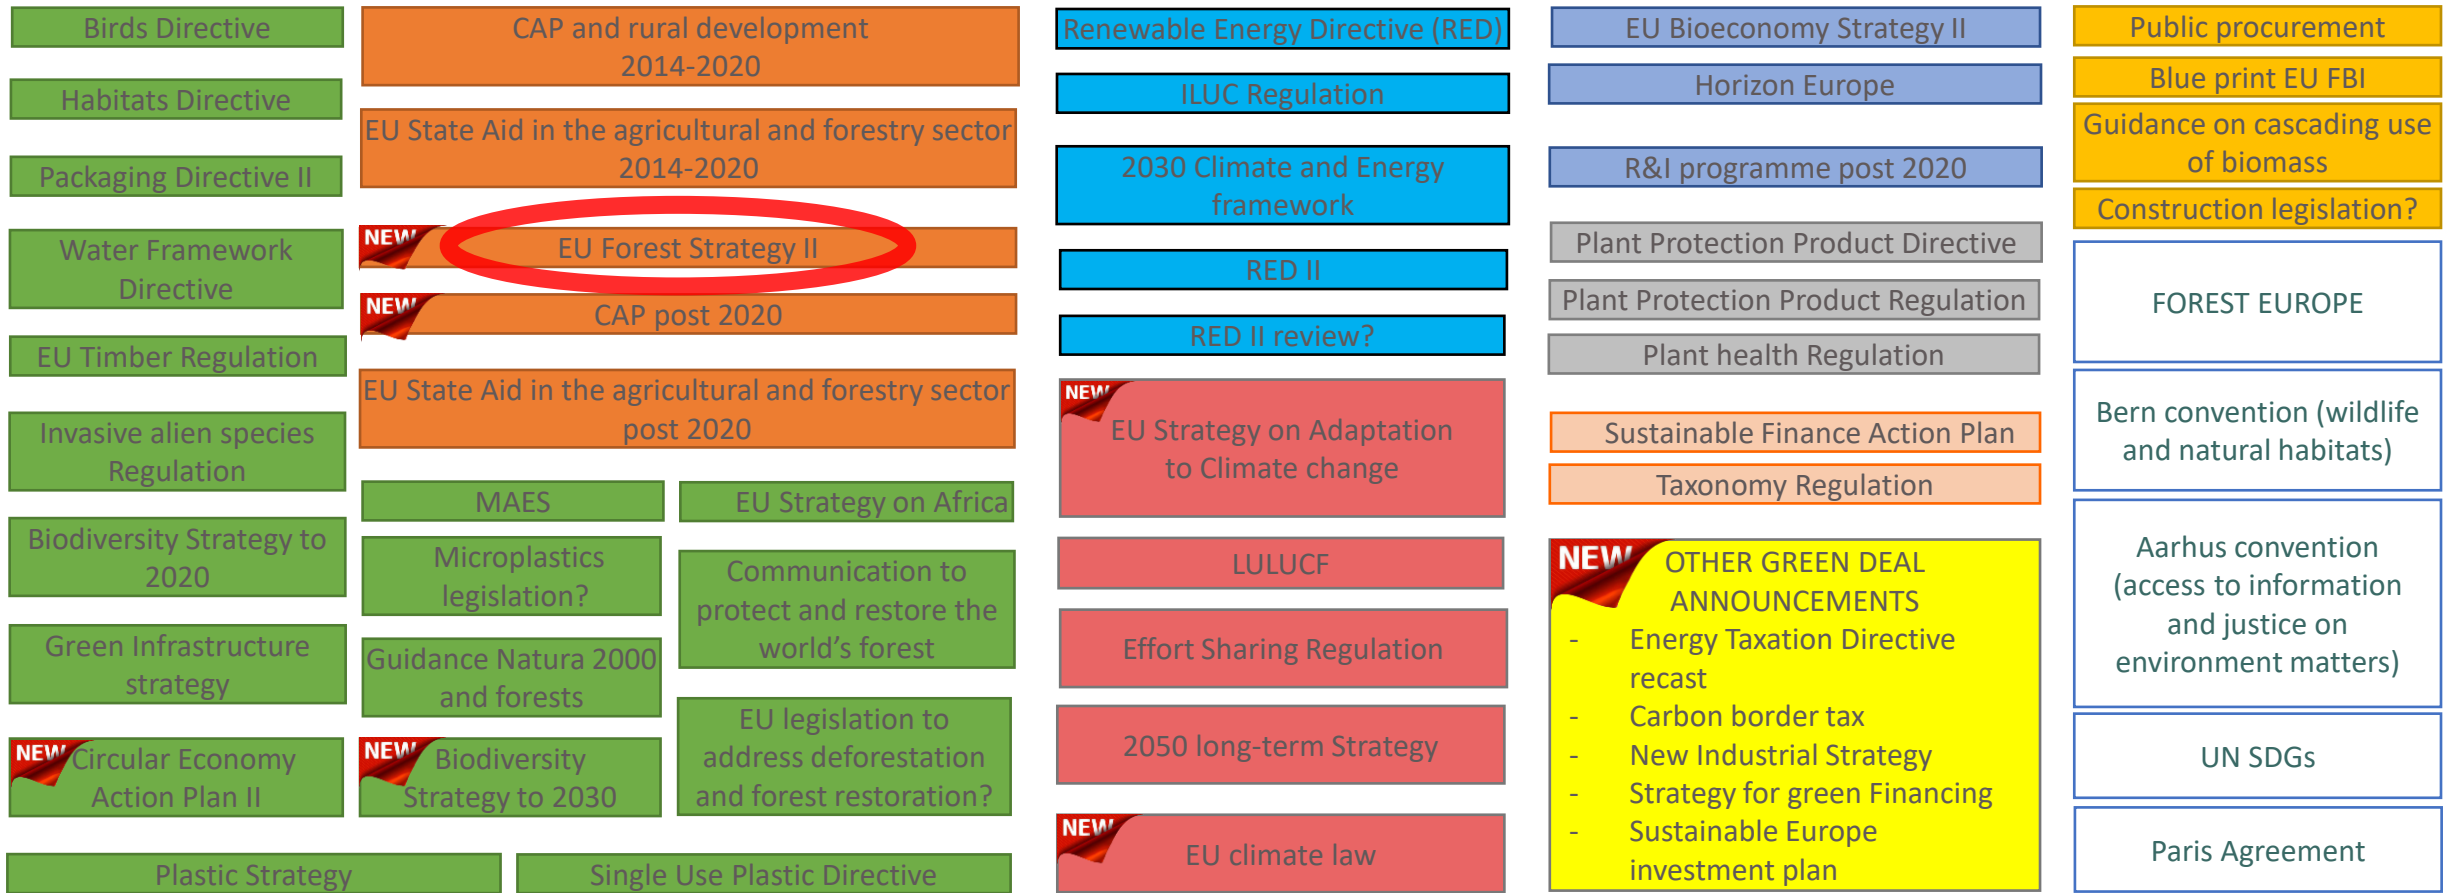 Birds Directive
Habitats Directive
Packaging Directive II
Water Framework
Directive
EU Timber Regulation
Invasive alien species
Regulation
Biodiversity Strategy to
2020
Green Infrastructure
strategy
NEW
Circular Economy
Action Plan II
Plastic Strategy
Single Use Plastic Directive
CAP and rural development
2014-2020
EU State Aid in the agricultural and forestry sector
2014-2020
NEW
EU Forest Strategy II
NEW
CAP post 2020
EU State Aid in the agricultural and forestry sector
post 2020
MAES
Microplastics
legislation?
Guidance Natura 2000
and forests
NEW
Biodiversity
Strategy to 2030
EU Strategy on Africa
Communication to
protect and restore the
world's forest
EU legislation to
address deforestation
and forest restoration?
Renewable Energy Directive (RED)
ILUC Regulation
2030 Climate and Energy
framework
RED II
RED II review?
NEW
EU Strategy on Adaptation
to Climate change
LULUCF
Effort Sharing Regulation
2050 long-term Strategy
NEW
EU climate law
EU Bioeconomy Strategy II
Horizon Europe
R&I programme post 2020
Plant Protection Product Directive
Plant Protection Product Regulation
Plant health Regulation
Sustainable Finance Action Plan
Taxonomy Regulation
NEW
OTHER GREEN DEAL
ANNOUNCEMENTS
- Energy Taxation Directive
recast
- Carbon border tax
- New Industrial Strategy
- Strategy for green Financing
- Sustainable Europe
investment plan
Public procurement
Blue print EU FBI
Guidance on cascading use
of biomass
Construction legislation?
FOREST EUROPE
Bern convention (wildlife
and natural habitats)
Aarhus convention
(access to information
and justice on
environment matters)
UN SDGs
Paris Agreement